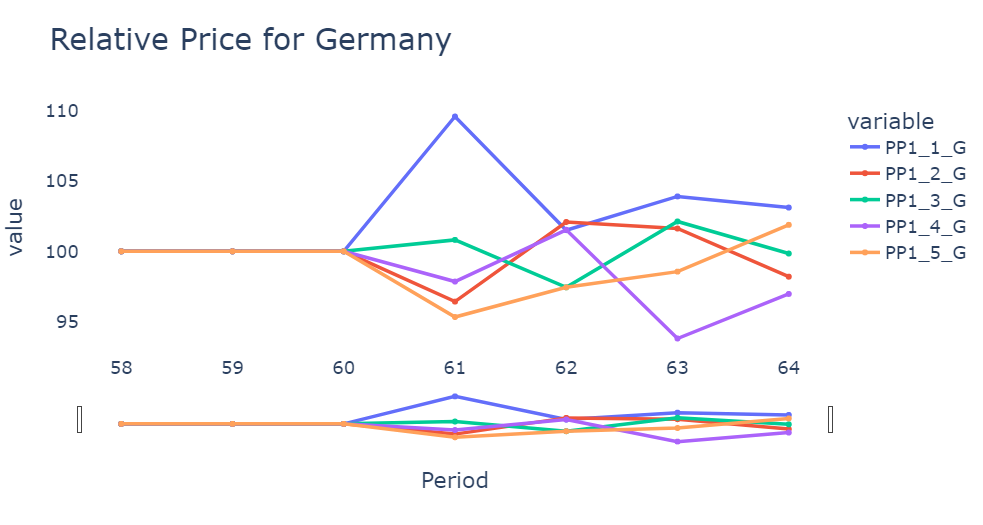 Relative Price for Germany
value
110
105
100
95
58 59 60 61 62 63 64
Period
variable
PP1_1_G
PP1_2_G
PP1_3_G
PP1_4_G
PP1_5_G